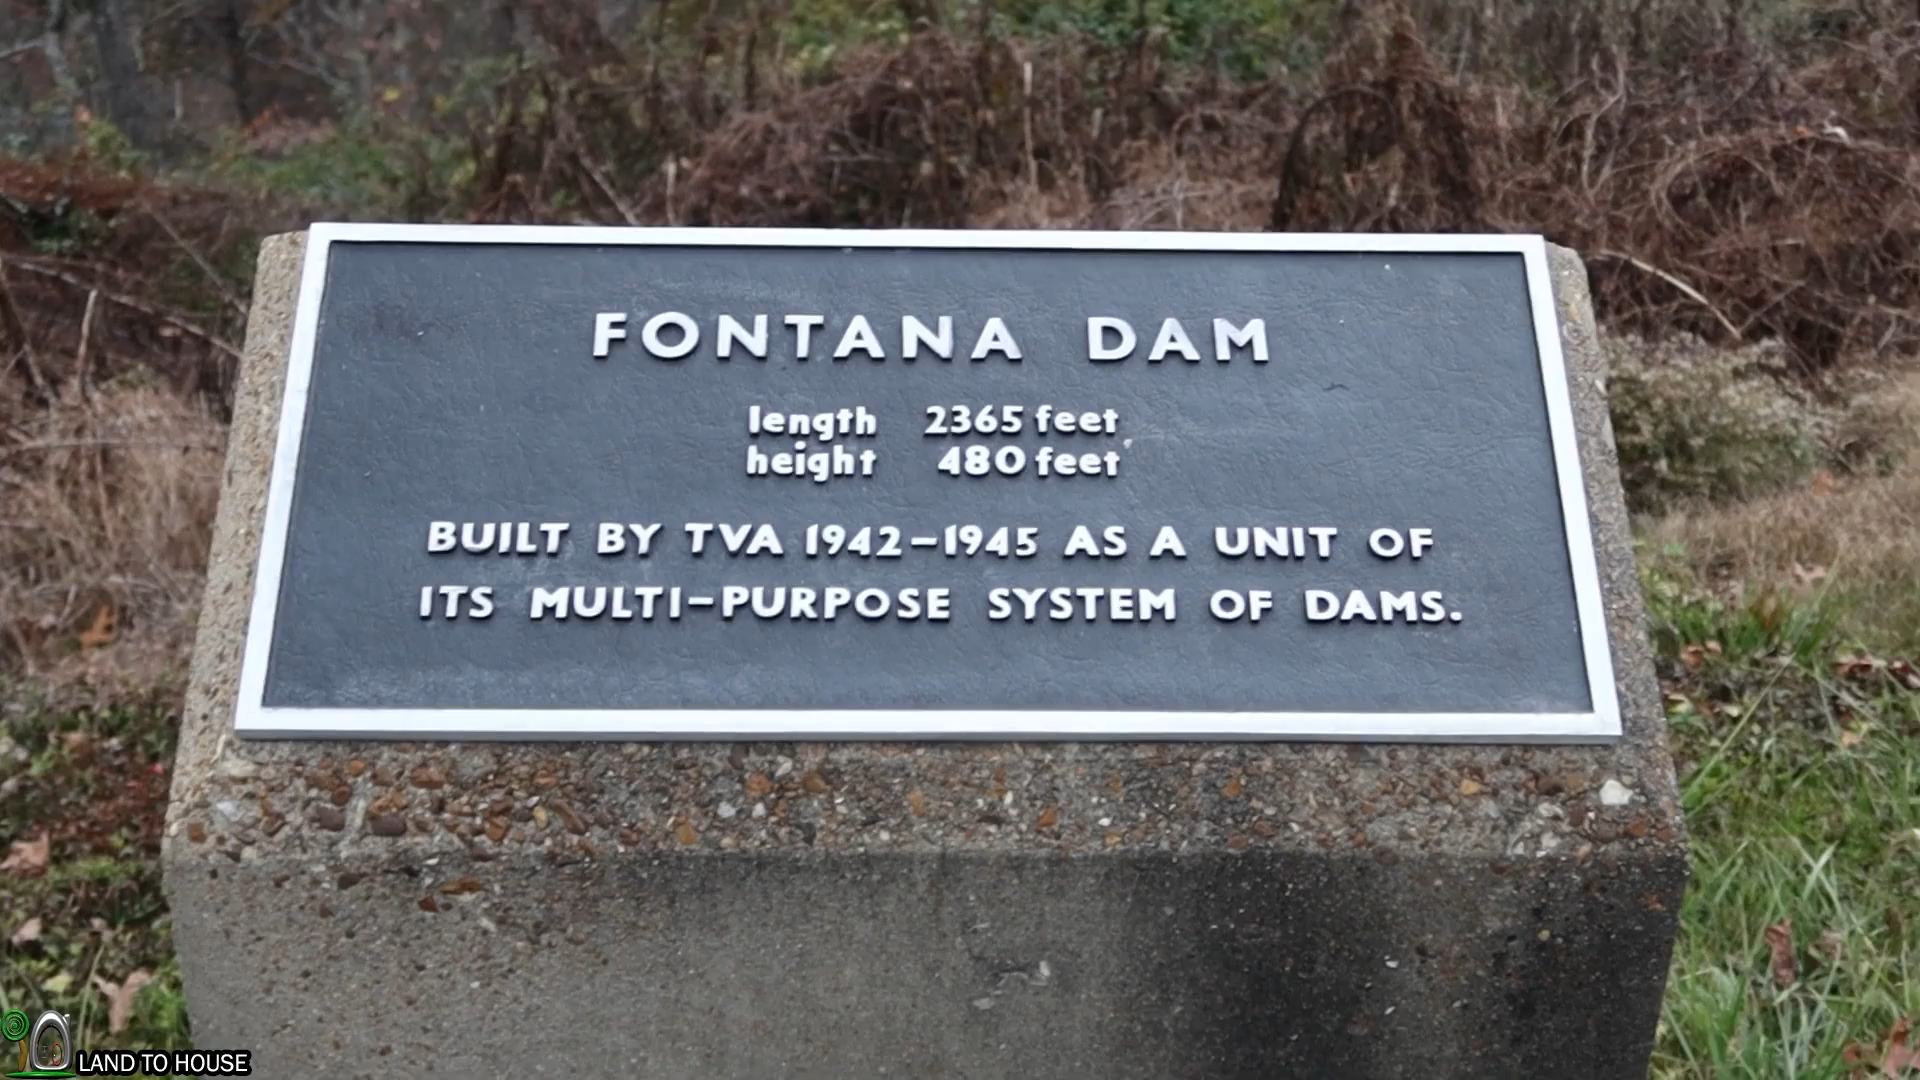 FONTANA DAM
length 2365 feet
height 480 feet
BUILT BY TVA 1942-1945 AS A UNIT OF
ITS MULTI-PURPOSE SYSTEM OF DAMS.
LAND TO HOUSE